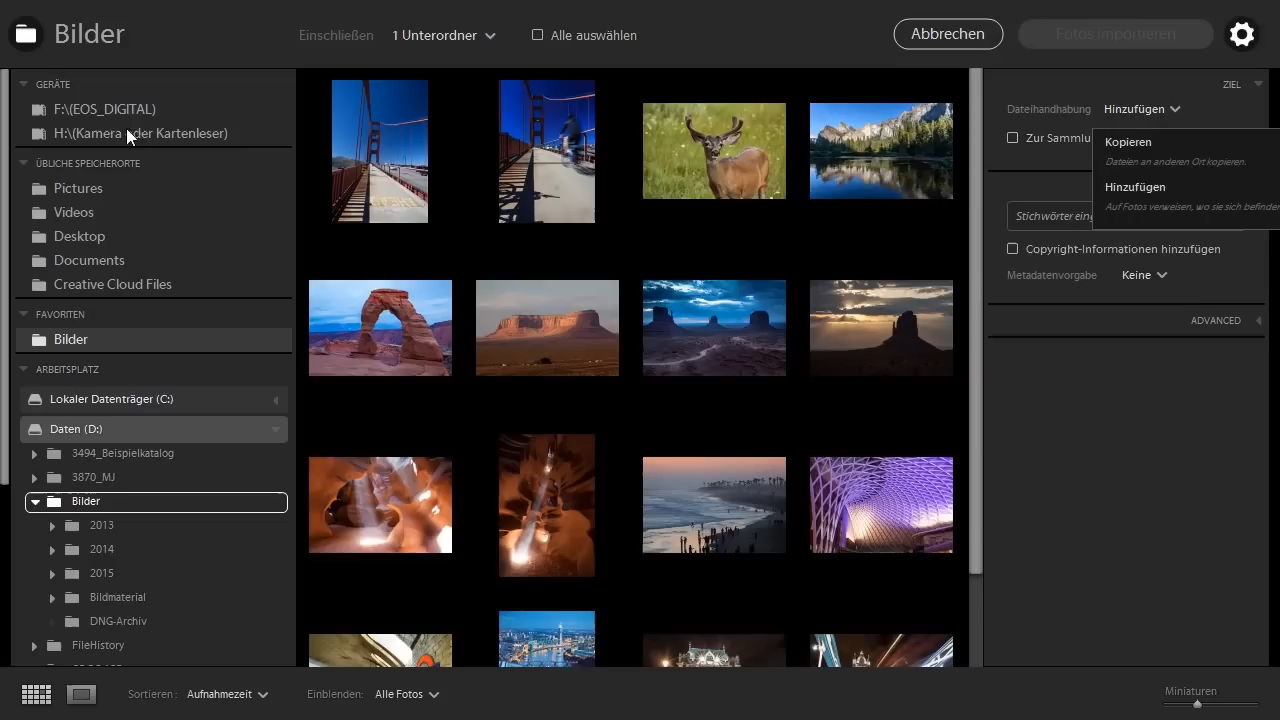 Bilder
Einschließen 1 Unterordner Alle auswählen
Abbrechen Fotos importieren
GERÄTE
F:\(EOS_DIGITAL)
H:\(Kamera oder Kartenleser)
ÜBLICHE SPEICHERORTE
Pictures
Videos
Desktop
Documents
Creative Cloud Files
FAVORITEN
Bilder
ARBEITSPLATZ
Lokaler Datenträger (C:)
Daten (D:)
3494_Beispielkatalog
3870_MJ
Bilder
2013
2014
2015
Bildmaterial
DNG-Archiv
FileHistory
ZIEL
Dateihandhabung Hinzufügen
Zur Sammlu
Kopieren
Dateien an anderen Ort kopieren.
Hinzufügen
Auf Fotos verweisen, wo sie sich befinden
Stichwörter eing
Copyright-Informationen hinzufügen
Metadatenvorgabe Keine
ADVANCED
Sortieren : Aufnahmezeit Einblenden: Alle Fotos
Miniaturen